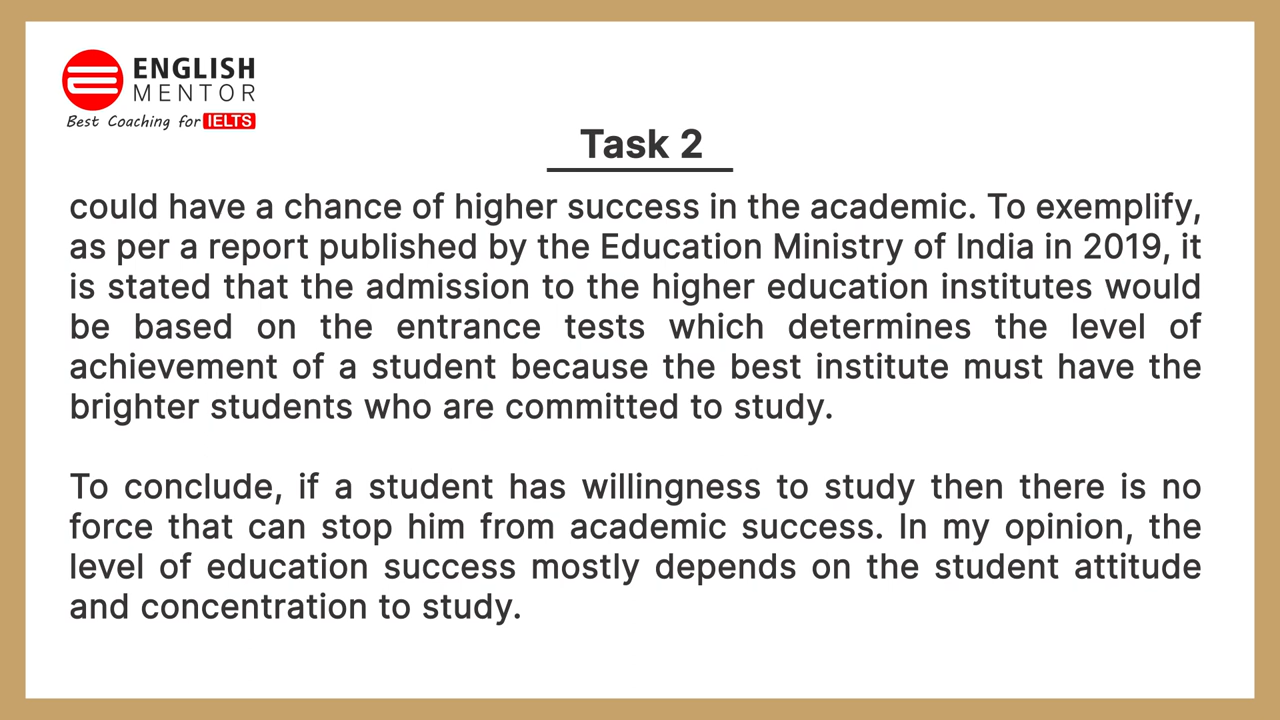 ENGLISH
MENTOR
Best Coaching for IELTS
Task 2
could have a chance of higher success in the academic. To exemplify,
as per a report published by the Education Ministry of India in 2019, it
is stated that the admission to the higher education institutes would
be based on the entrance tests which determines the level of
achievement of a student because the best institute must have the
brighter students who are committed to study.
To conclude, if a student has willingness to study then there is no
force that can stop him from academic success. In my opinion, the
level of education success mostly depends on the student attitude
and concentration to study.